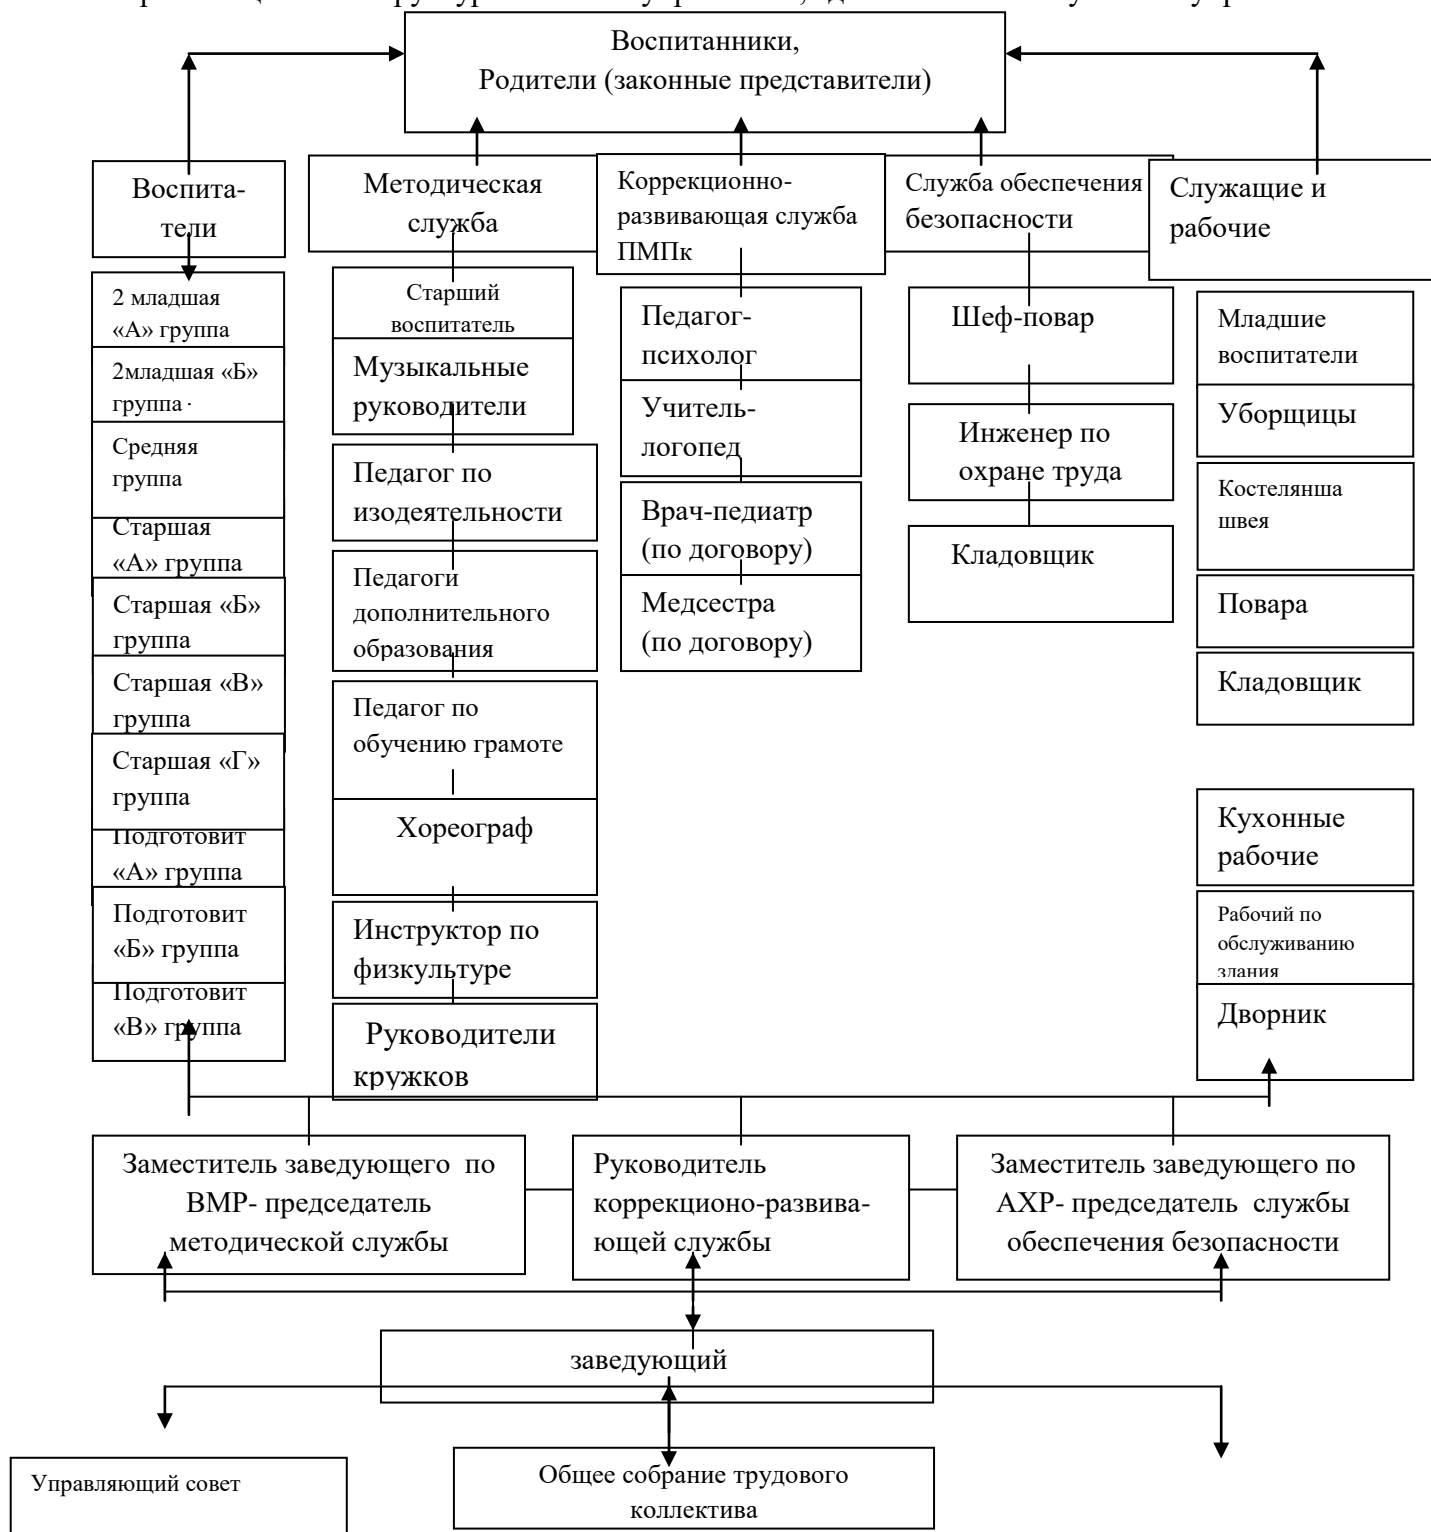 Воспитанники,
Родители (законные представители)
Воспита-
тели
2 младшая
«А» группа
2младшая «Б»
группа
Средняя
группа
Старшая
«А» группа
Старшая «Б»
группа
Старшая «В»
группа
Старшая «Г»
группа
Подготовит
«А» группа
Подготовит
«Б» группа
Подготовит
«В» группа
Методическая
служба
Старший
воспитатель
Музыкальные
руководители
Педагог по
изодеятельности
Педагоги
дополнительного
образования
Педагог по
обучению грамоте
Хореограф
Инструктор по
физкультуре
Руководители
кружков
Коррекционно-
развивающая служба
ПМПк
Педагог-
психолог
Учитель-
логопед
Врач-педиатр
(по договору)
Медсестра
(по договору)
Служба обеспечения
безопасности
Шеф-повар
Инженер по
охране труда
Кладовщик
Служащие и
рабочие
Младшие
воспитатели
Уборщицы
Костелянша
швея
Повара
Кладовщик
Кухонные
рабочие
Рабочий по
обслуживанию
здания
Дворник
Заместитель заведующего по
ВМР- председатель
методической службы
Руководитель
коррекционо-развива-
ющей службы
Заместитель заведующего по
АХР- председатель службы
обеспечения безопасности
заведующий
Управляющий совет
Общее собрание трудового
коллектива